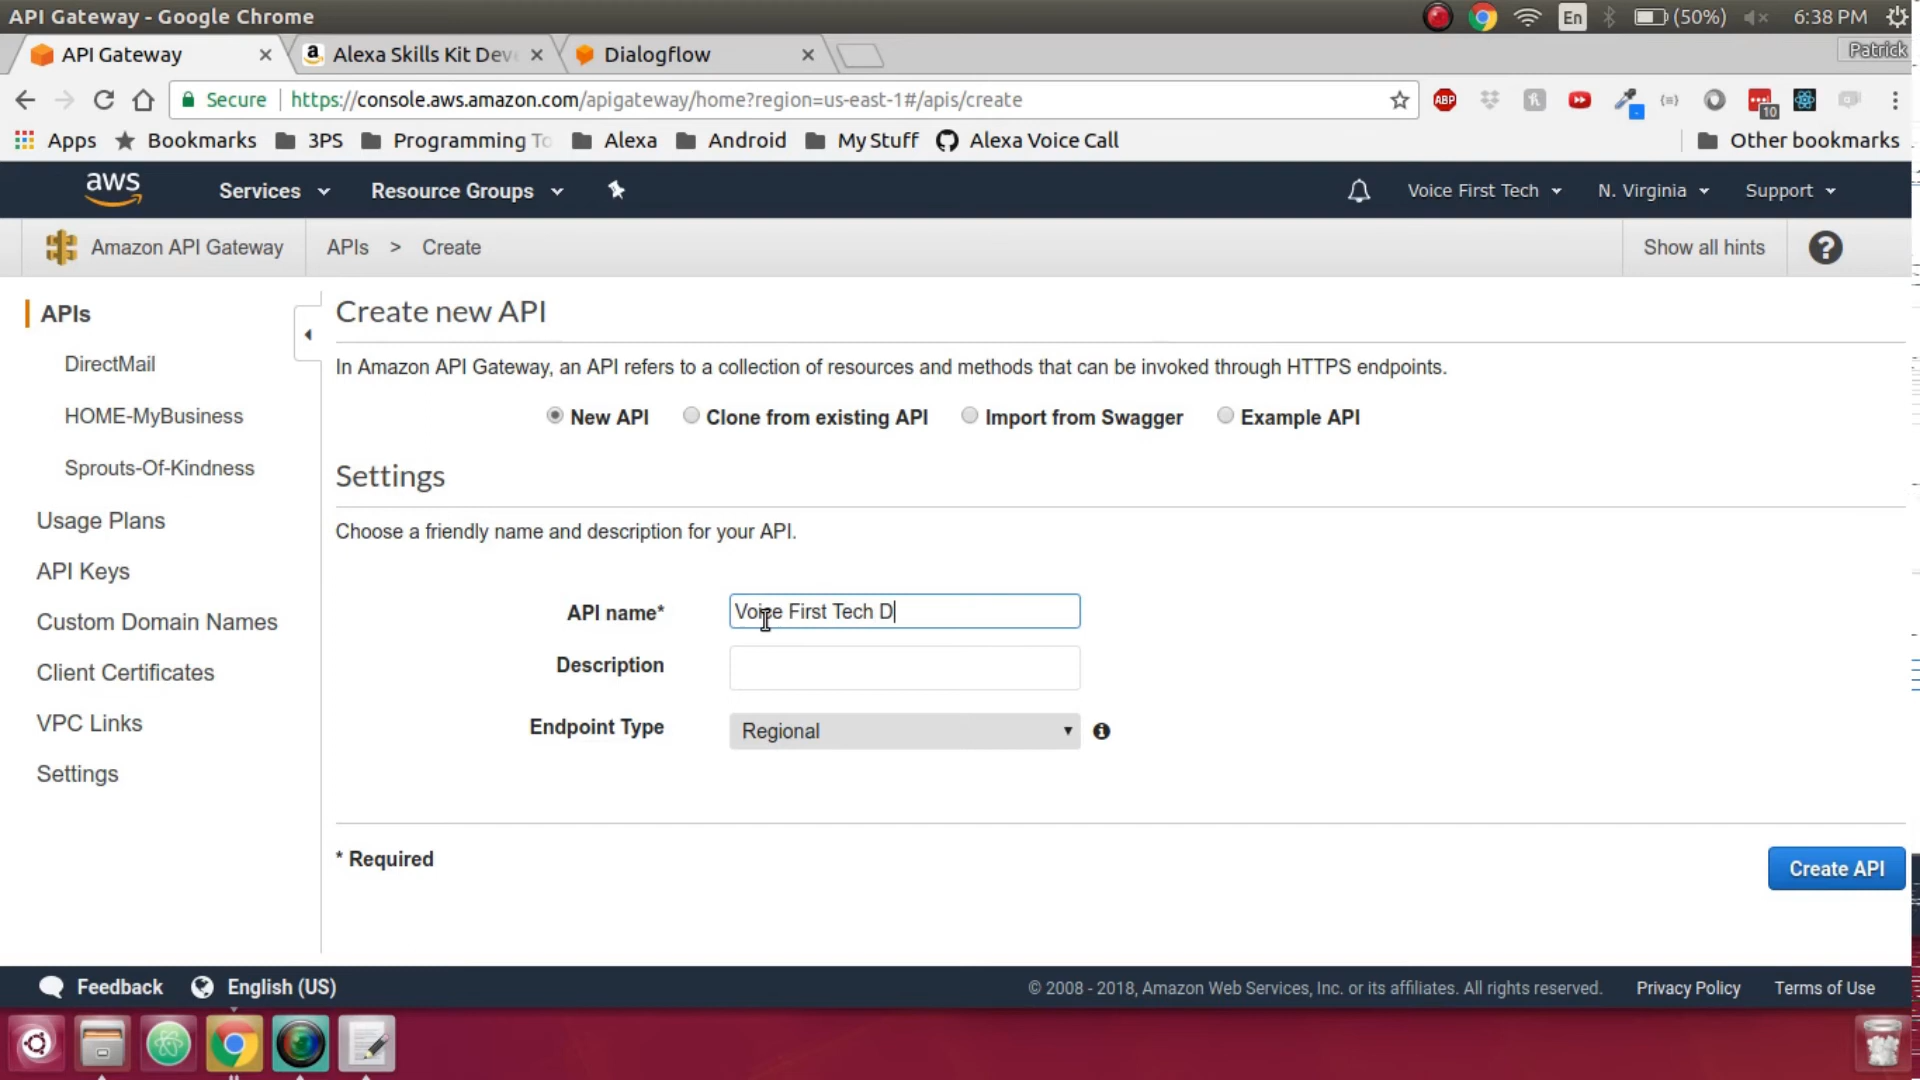 API Gateway - Google Chrome
En
(50%)
6:38 PM
API Gateway
Alexa Skills Kit Dev
Dialogflow
Patrick
Secure
https://console.aws.amazon.com/apigateway/home?region=us-east-1#/apis/create
ABP
10
Apps
Bookmarks
3PS
Programming To
Alexa
Android
My Stuff
Alexa Voice Call
Other bookmarks
aws
Services
Resource Groups
Voice First Tech
N. Virginia
Support
Amazon API Gateway
APIs > Create
Show all hints
?
APIs
DirectMail
HOME-MyBusiness
Sprouts-Of-Kindness
Usage Plans
API Keys
Custom Domain Names
Client Certificates
VPC Links
Settings
Create new API
In Amazon API Gateway, an API refers to a collection of resources and methods that can be invoked through HTTPS endpoints.
New API
Clone from existing API
Import from Swagger
Example API
Settings
Choose a friendly name and description for your API.
API name*
Voice First Tech D
Description
Endpoint Type
Regional
* Required
Create API
Feedback
English (US)
© 2008 - 2018, Amazon Web Services, Inc. or its affiliates. All rights reserved.
Privacy Policy
Terms of Use